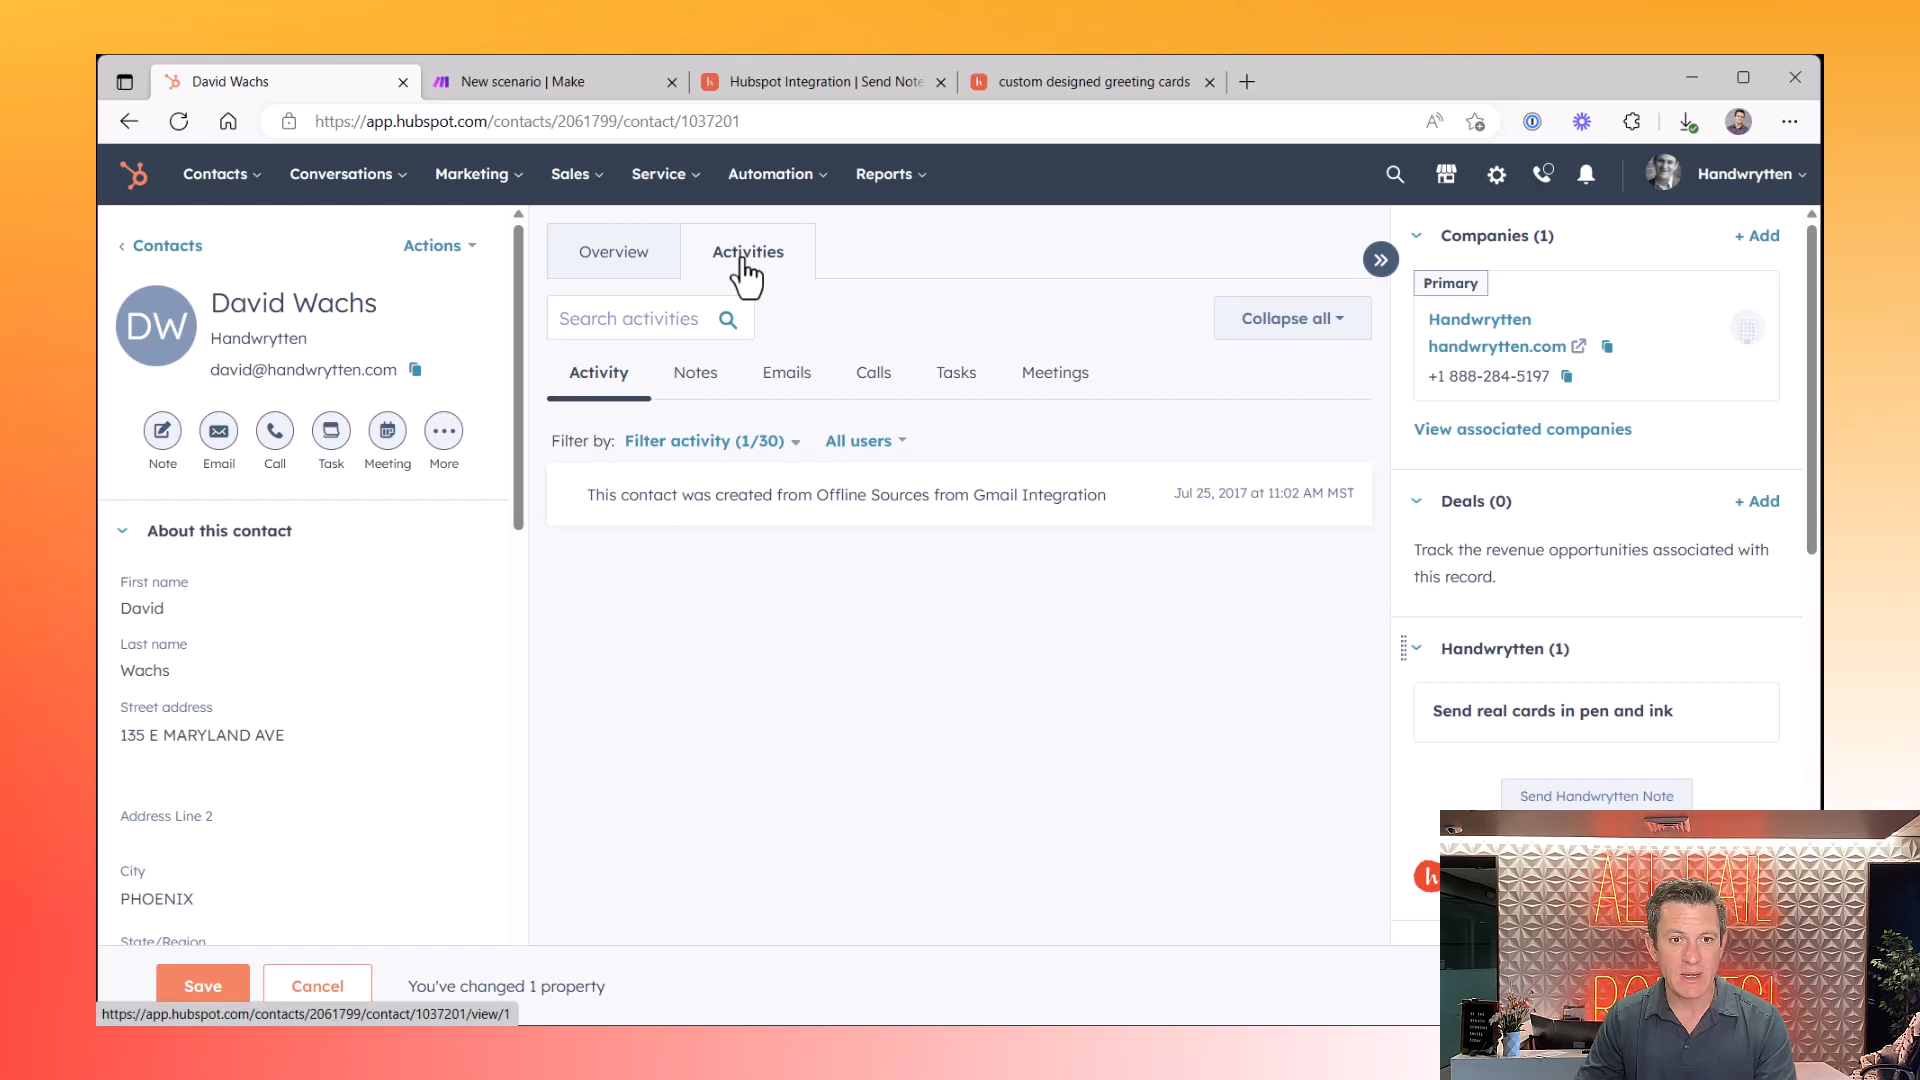 David Wachs
New scenario | Make
Hubspot Integration | Send Note
custom designed greeting cards
https://app.hubspot.com/contacts/2061799/contact/1037201
Contacts
Conversations
Marketing
Sales
Service
Automation
Reports
Handwrytten
Contacts
Actions
DW
David Wachs
Handwrytten
david@handwrytten.com
Note
Email
Call
Task
Meeting
More
About this contact
First name
David
Last name
Wachs
Street address
135 E MARYLAND AVE
Address Line 2
City
PHOENIX
State/Region
Save
Cancel
You've changed 1 property
https://app.hubspot.com/contacts/2061799/contact/1037201/view/1
Overview
Activities
Search activities
Collapse all
Activity
Notes
Emails
Calls
Tasks
Meetings
Filter by:
Filter activity (1/30)
All users
This contact was created from Offline Sources from Gmail Integration
Jul 25, 2017 at 11:02 AM MST
Companies (1)
+ Add
Primary
Handwrytten
handwrytten.com
+1 888-284-5197
View associated companies
Deals (0)
+ Add
Track the revenue opportunities associated with
this record.
Handwrytten (1)
Send real cards in pen and ink
Send Handwrytten Note
h